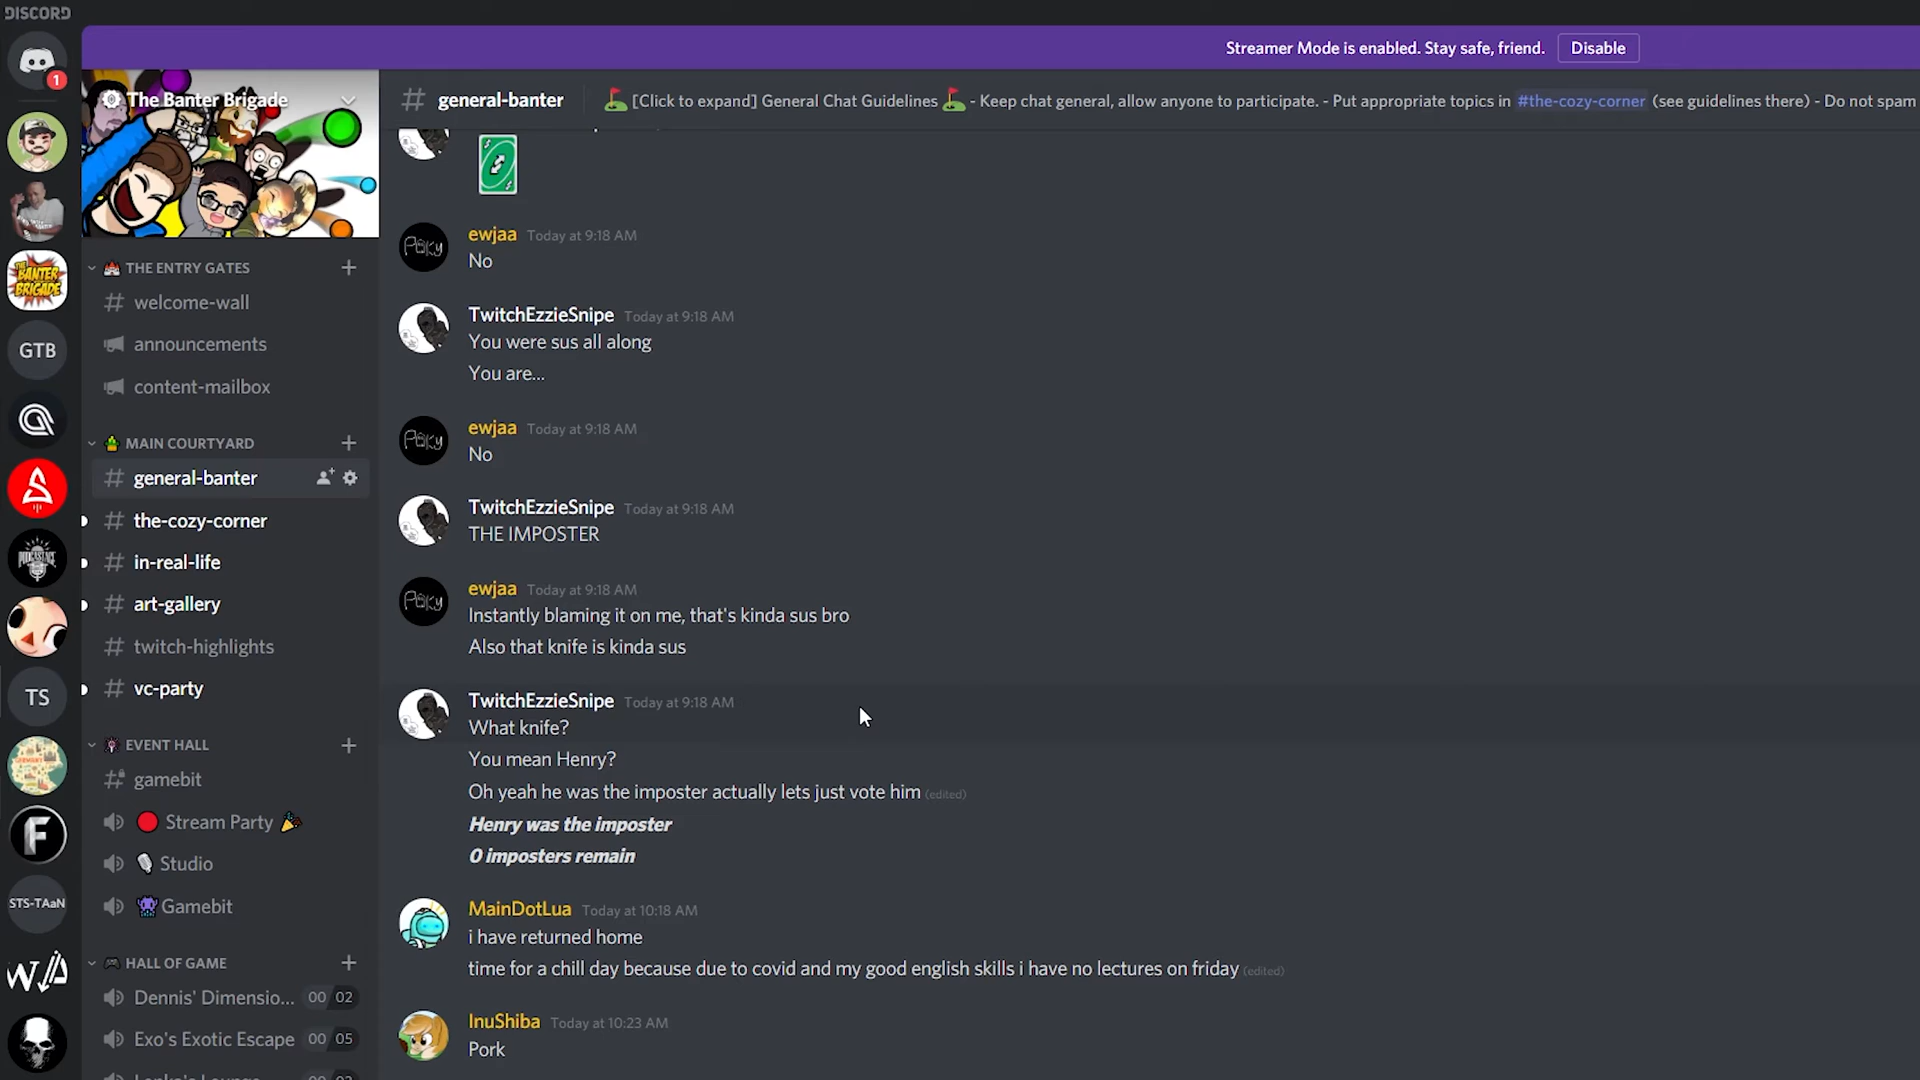 DISCORD
Streamer Mode is enabled. Stay safe, friend.
Disable
1
The Banter Brigade
general-banter
[Click to expand] General Chat Guidelines - Keep chat general, allow anyone to participate. - Put appropriate topics in #the-cozy-corner (see guidelines there) - Do not spam
THE BANTER BRIGADE
GTB
PODCAST
TS
GERMANY
F
STS-TAaN
THE ENTRY GATES
welcome-wall
announcements
content-mailbox
MAIN COURTYARD
general-banter
the-cozy-corner
in-real-life
art-gallery
twitch-highlights
vc-party
EVENT HALL
gamebit
Stream Party
Studio
Gamebit
HALL OF GAME
Dennis' Dimensio... 00 02
Exo's Exotic Escape 00 05
ewjaa Today at 9:18 AM
No
TwitchEzzieSnipe Today at 9:18 AM
You were sus all along
You are...
ewjaa Today at 9:18 AM
No
TwitchEzzieSnipe Today at 9:18 AM
THE IMPOSTER
ewjaa Today at 9:18 AM
Instantly blaming it on me, that's kinda sus bro
Also that knife is kinda sus
TwitchEzzieSnipe Today at 9:18 AM
What knife?
You mean Henry?
Oh yeah he was the imposter actually lets just vote him (edited)
Henry was the imposter
0 imposters remain
MainDotLua Today at 10:18 AM
i have returned home
time for a chill day because due to covid and my good english skills i have no lectures on friday (edited)
InuShiba Today at 10:23 AM
Pork